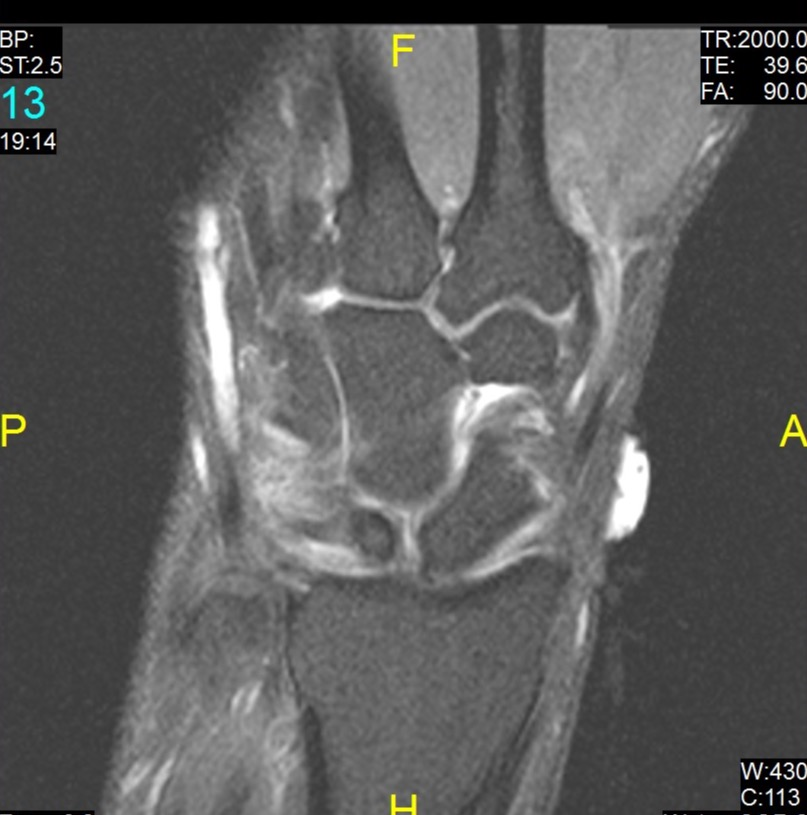 BP:
ST:2.5
13
19:14
F
TR:2000.0
TE: 39.6
FA: 90.0
P
A
H
W:430
C:113